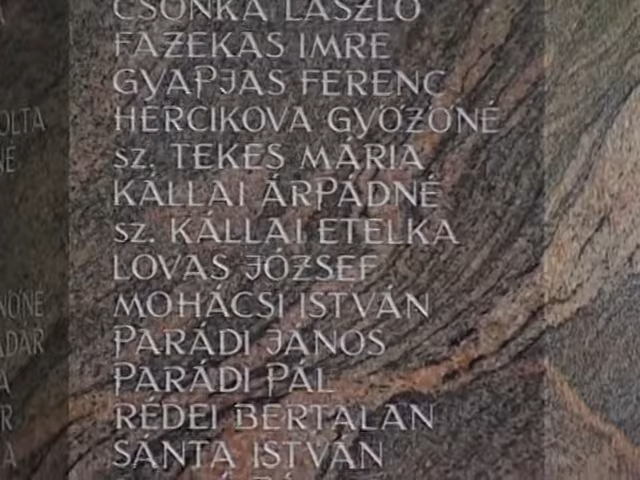 CSONKA LÁSZLÓ
FAZEKAS IMRE
GYAPJAS FERENC
HERCIKOVA GYŐZŐNÉ
SZ. TEKES MÁRIA
KÁLLAI ÁRPÁDNÉ
SZ. KÁLLAI ETELKA
LOVAS JÓZSEF
MOHÁCSI ISTVÁN
PARÁDI JÁNOS
PARÁDI PÁL
RÉDEI BERTALAN
SÁNTA ISTVÁN